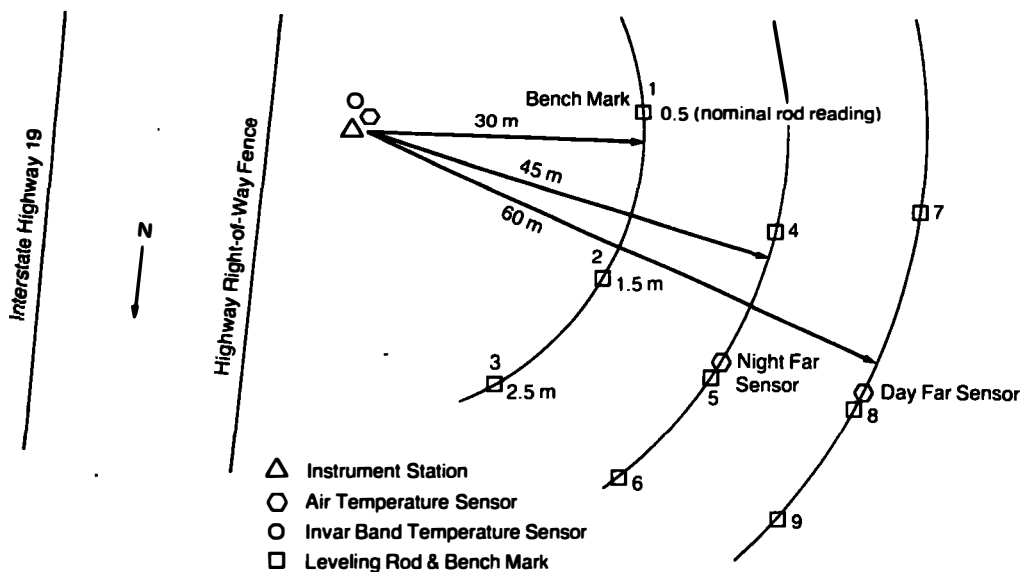 Interstate Highway 19
N
Highway Right-of-Way Fence
30 m
45 m
60 m
Bench Mark
1
0.5 (nominal rod reading)
2
1.5 m
3
2.5 m
4
Night Far
Sensor
5
6
7
Day Far Sensor
8
9
Instrument Station
Air Temperature Sensor
Invar Band Temperature Sensor
Leveling Rod & Bench Mark